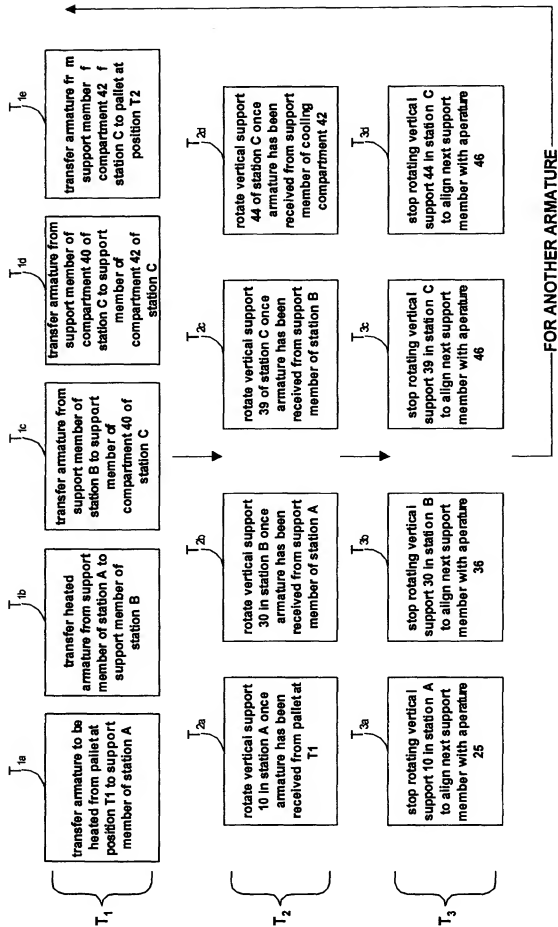 T1
T1a
transfer armature to be
heated from pallet at
position T1 to support
member of station A
T1b
transfer heated
armature from support
member of station A to
support member of
station B
T1c
transfer armature from
support member of
station B to support
member of
compartment 40 of
station C
T1d
transfer armature from
support member of
compartment 40 of
station C to support
member of
compartment 42 of
station C
T1e
transfer armature fr m
support member f
compartment 42 f
station C to pallet at
position T2
T2
T2a
rotate vertical support
10 in station A once
armature has been
received from pallet at
T1
T2b
rotate vertical support
30 in station B once
armature has been
received from support
member of station A
T2c
rotate vertical support
39 of station C once
armature has been
received from support
member of station B
T2d
rotate vertical support
44 of station C once
armature has been
received from support
member of cooling
compartment 42
T3
T3a
stop rotating vertical
support 10 in station A
to align next support
member with aperature
25
T3b
stop rotating vertical
support 30 in station B
to align next support
member with aperature
36
T3c
stop rotating vertical
support 39 in station C
to align next support
member with aperature
46
T3d
stop rotating vertical
support 44 in station C
to align next support
member with aperature
46
FOR ANOTHER ARMATURE